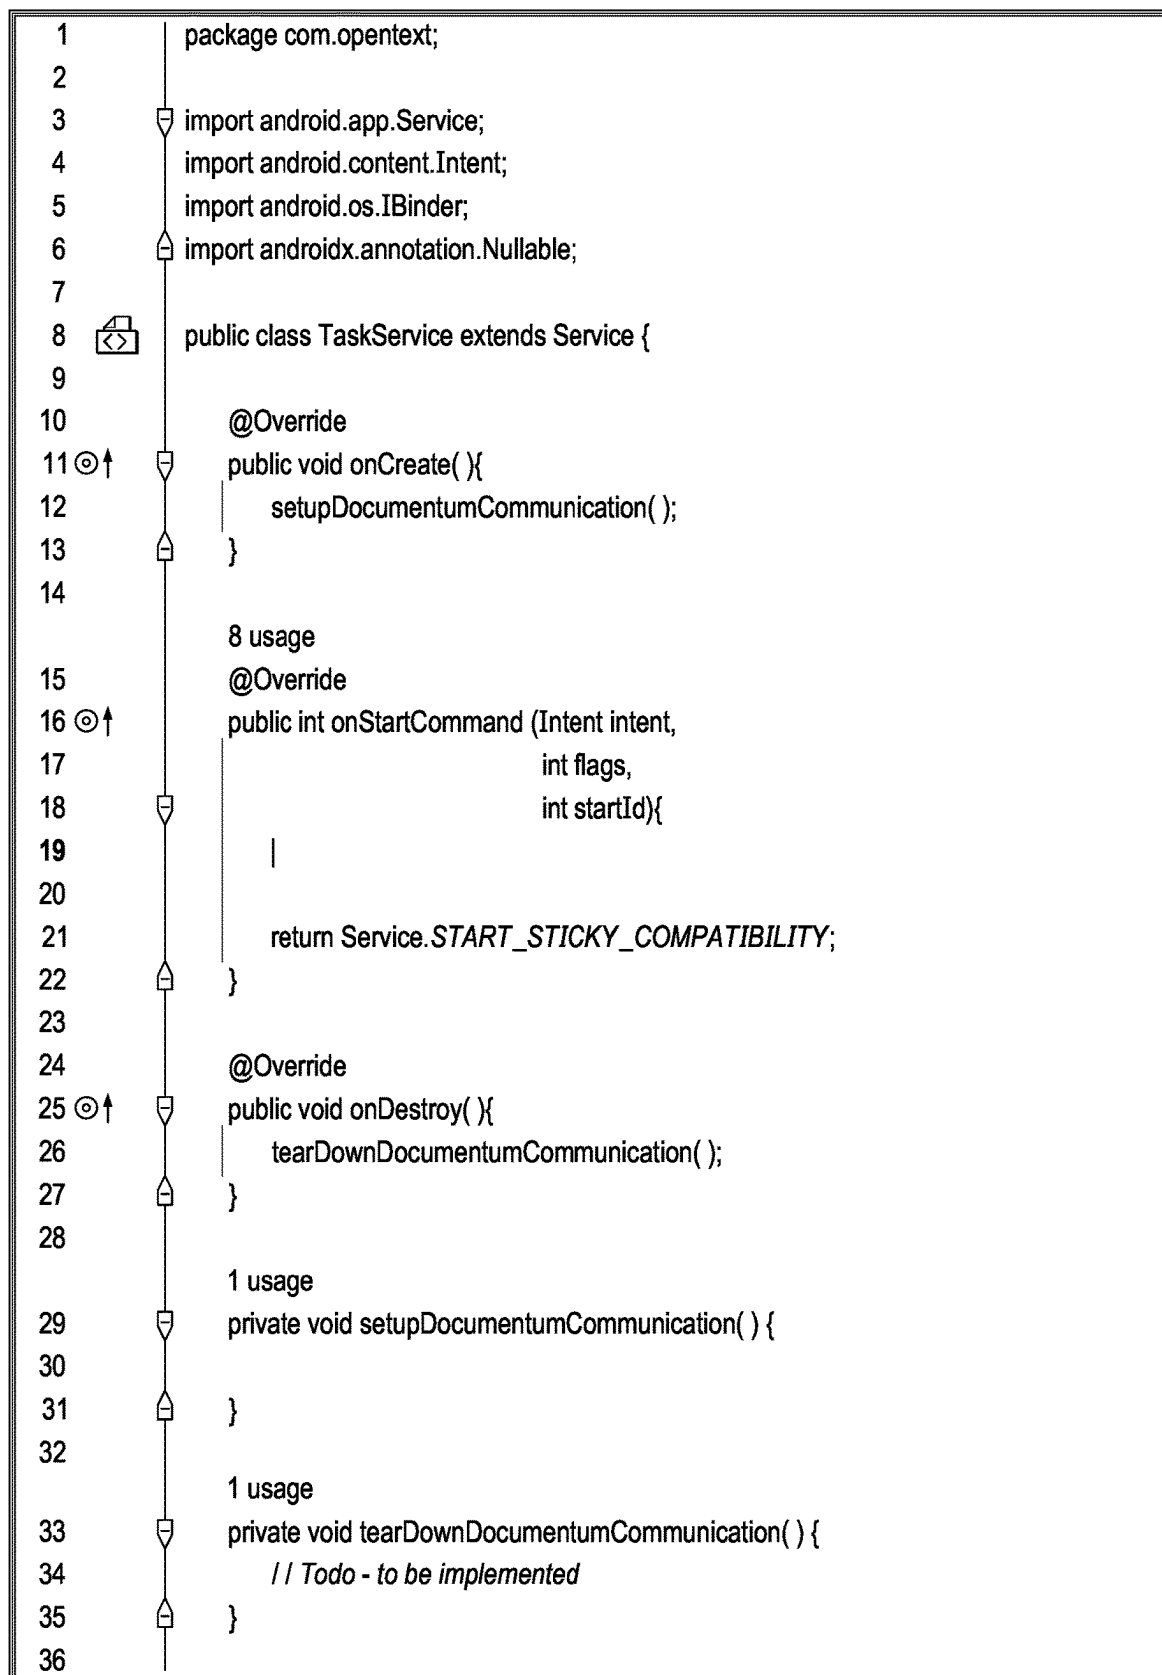 1 package com.opentext;
2
3 import android.app.Service;
4 import android.content.Intent;
5 import android.os.IBinder;
6 import androidx.annotation.Nullable;
7
8 <> public class TaskService extends Service {
9
10 @Override
11 public void onCreate( ){
12 setupDocumentumCommunication( );
13 }
14
8 usage
15 @Override
16 public int onStartCommand (Intent intent,
17 int flags,
18 int startId){
19
20
21 return Service.START_STICKY_COMPATIBILITY;
22 }
23
24 @Override
25 public void onDestroy( ){
26 tearDownDocumentumCommunication( );
27 }
28
1 usage
29 private void setupDocumentumCommunication( ) {
30
31 }
32
1 usage
33 private void tearDownDocumentumCommunication( ) {
34 / / Todo - to be implemented
35 }
36